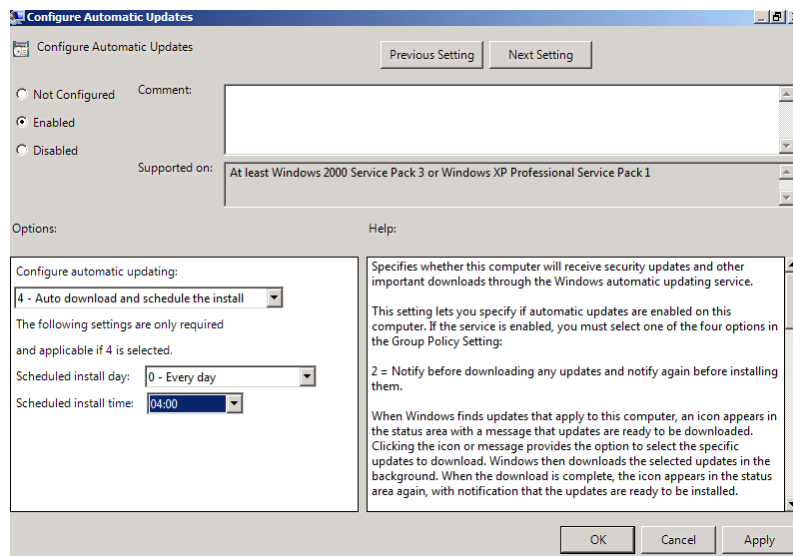 Configure Automatic Updates
Configure Automatic Updates
Previous Setting
Next Setting
Not Configured
Comment:
Enabled
Disabled
Supported on:
At least Windows 2000 Service Pack 3 or Windows XP Professional Service Pack 1
Options:
Help:
Configure automatic updating:
4 - Auto download and schedule the install
The following settings are only required
and applicable if 4 is selected.
Scheduled install day:
0 - Every day
Scheduled install time:
04:00
Specifies whether this computer will receive security updates and other
important downloads through the Windows automatic updating service.
This setting lets you specify if automatic updates are enabled on this
computer. If the service is enabled, you must select one of the four options in
the Group Policy Setting:
2 = Notify before downloading any updates and notify again before installing
them.
When Windows finds updates that apply to this computer, an icon appears in
the status area with a message that updates are ready to be downloaded.
Clicking the icon or message provides the option to select the specific
updates to download. Windows then downloads the selected updates in the
background. When the download is complete, the icon appears in the status
area again, with notification that the updates are ready to be installed.
OK
Cancel
Apply